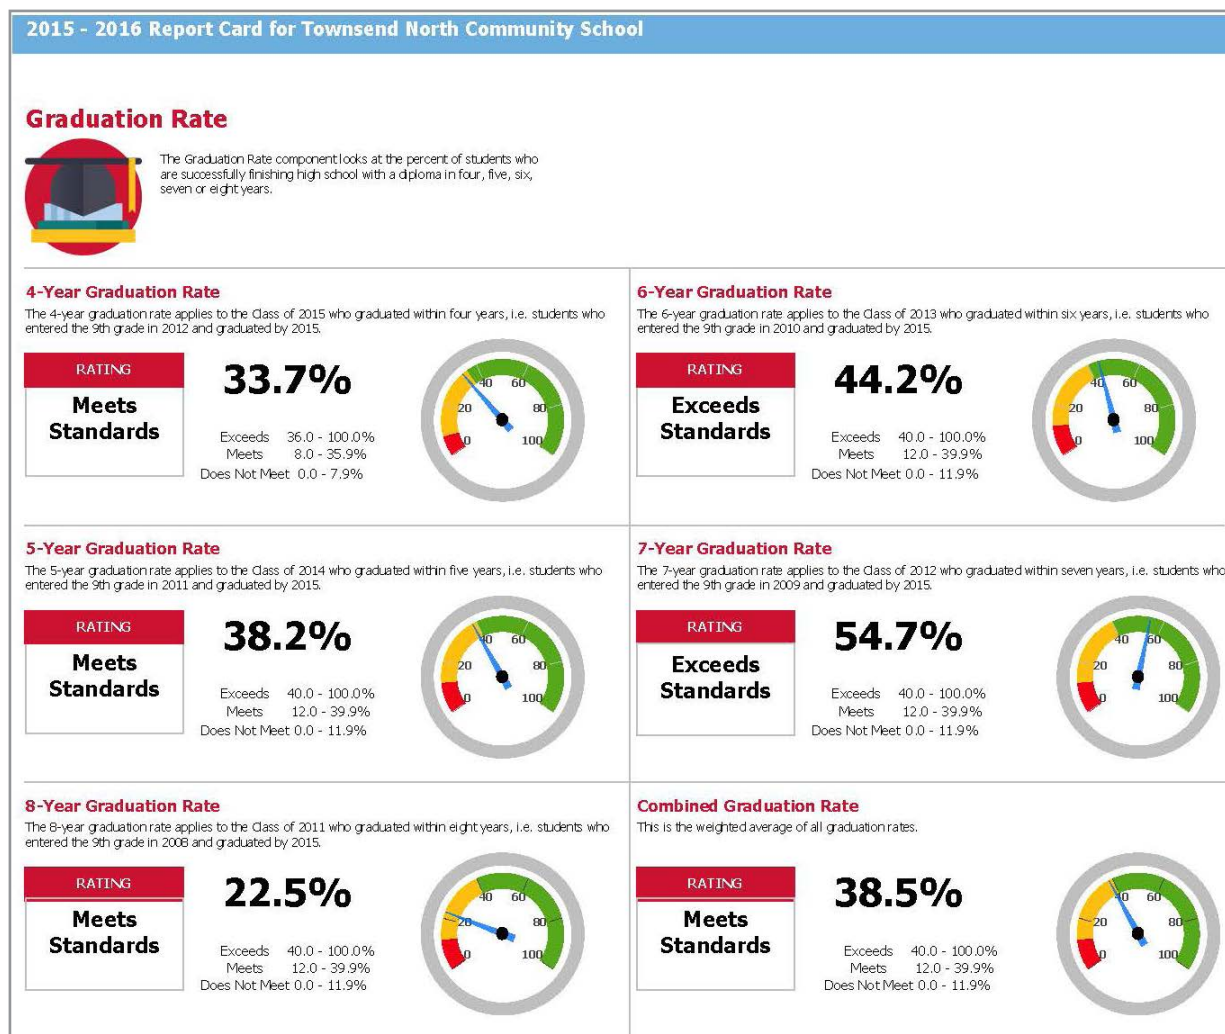 2015 - 2016 Report Card for Townsend North Community School
Graduation Rate
The Graduation Rate component looks at the percent of students who
are successfully finishing high school with a diploma in four, five, six,
seven or eight years.
4-Year Graduation Rate
The 4-year graduation rate applies to the Class of 2015 who graduated within four years, i.e. students who
entered the 9th grade in 2012 and graduated by 2015.
RATING
Meets
Standards
33.7%
Exceeds 36.0 - 100.0%
Meets 8.0 - 35.9%
Does Not Meet 0.0 - 7.9%
0 20 40 60 80 100
6-Year Graduation Rate
The 6-year graduation rate applies to the Class of 2013 who graduated within six years, i.e. students who
entered the 9th grade in 2010 and graduated by 2015.
RATING
Exceeds
Standards
44.2%
Exceeds 40.0 - 100.0%
Meets 12.0 - 39.9%
Does Not Meet 0.0 - 11.9%
0 20 40 60 80 100
5-Year Graduation Rate
The 5-year graduation rate applies to the Class of 2014 who graduated within five years, i.e. students who
entered the 9th grade in 2011 and graduated by 2015.
RATING
Meets
Standards
38.2%
Exceeds 40.0 - 100.0%
Meets 12.0 - 39.9%
Does Not Meet 0.0 - 11.9%
0 20 40 60 80 100
7-Year Graduation Rate
The 7-year graduation rate applies to the Class of 2012 who graduated within seven years, i.e. students who
entered the 9th grade in 2009 and graduated by 2015.
RATING
Exceeds
Standards
54.7%
Exceeds 40.0 - 100.0%
Meets 12.0 - 39.9%
Does Not Meet 0.0 - 11.9%
0 20 40 60 80 100
8-Year Graduation Rate
The 8-year graduation rate applies to the Class of 2011 who graduated within eight years, i.e. students who
entered the 9th grade in 2008 and graduated by 2015.
RATING
Meets
Standards
22.5%
Exceeds 40.0 - 100.0%
Meets 12.0 - 39.9%
Does Not Meet 0.0 - 11.9%
0 20 40 60 80 100
Combined Graduation Rate
This is the weighted average of all graduation rates.
RATING
Meets
Standards
38.5%
Exceeds 40.0 - 100.0%
Meets 12.0 - 39.9%
Does Not Meet 0.0 - 11.9%
0 20 40 60 80 100